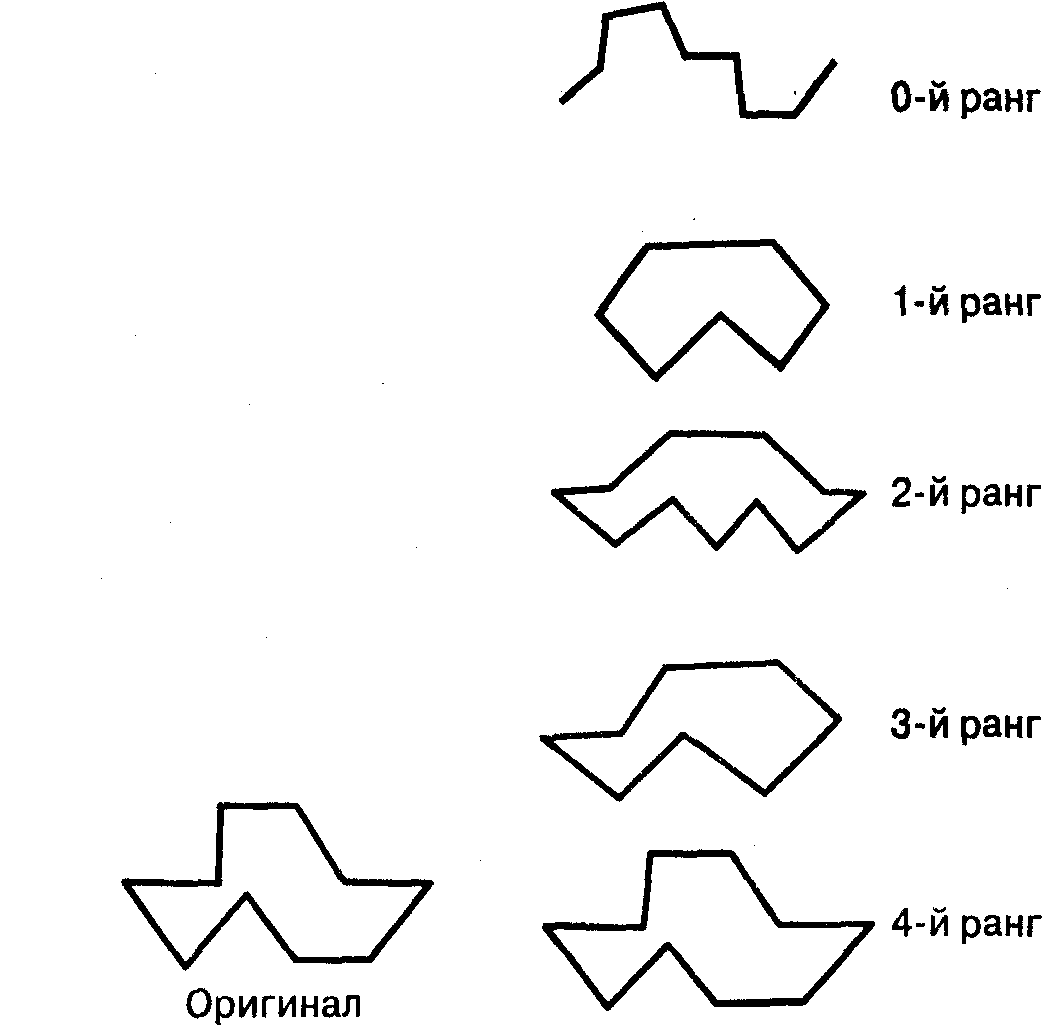 0-й ранг
1-й ранг
2-й ранг
3-й ранг
4-й ранг
Оригинал